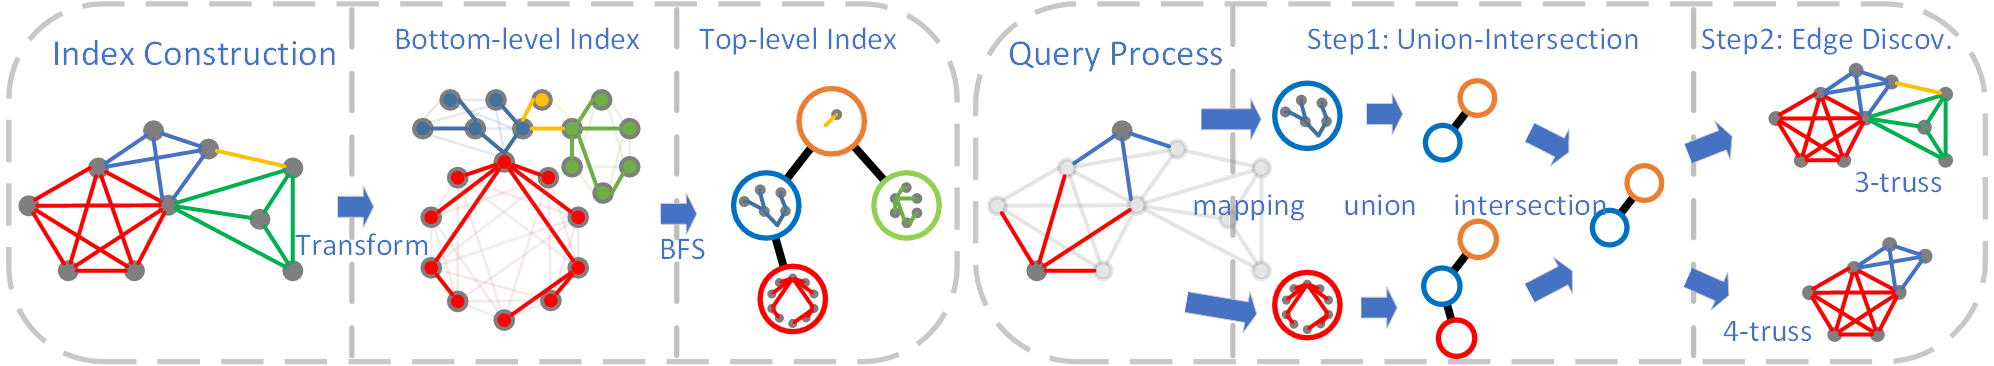 Index Construction
Transform
Bottom-level Index
BFS
Top-level Index
Query Process
Step1: Union-Intersection
mapping union intersection
Step2: Edge Discov.
3-truss
4-truss